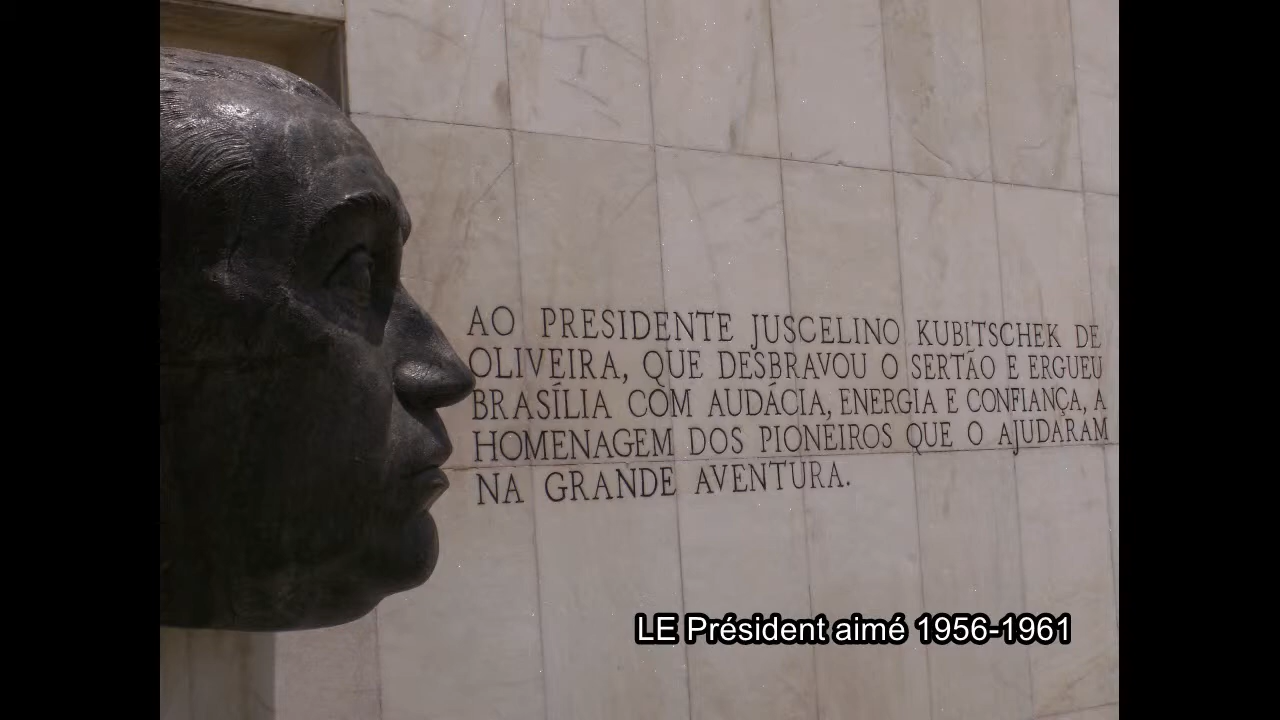 AO PRESIDENTE JUSCELINO KUBITSCHEK DE
OLIVEIRA, QUE DESBRAVOU O SERTÃO E ERGUEU
BRASÍLIA COM AUDÁCIA, ENERGIA E CONFIANÇA, A
HOMENAGEM DOS PIONEIROS QUE O AJUDARAM
NA GRANDE AVENTURA.
LE Président aimé 1956-1961